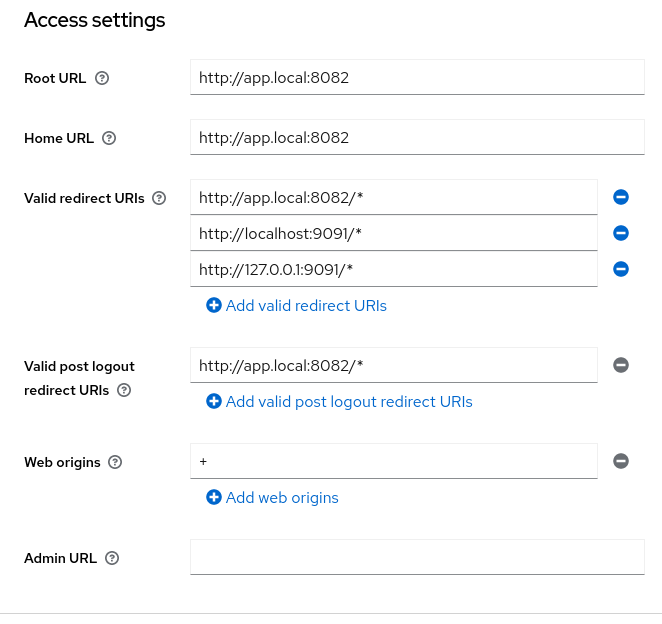 Access settings
Root URL
http://app.local:8082
Home URL
http://app.local:8082
Valid redirect URIs
http://app.local:8082/*
http://localhost:9091/*
http://127.0.0.1:9091/*
Add valid redirect URIs
Valid post logout
redirect URIs
http://app.local:8082/*
Add valid post logout redirect URIs
Web origins
+
Add web origins
Admin URL